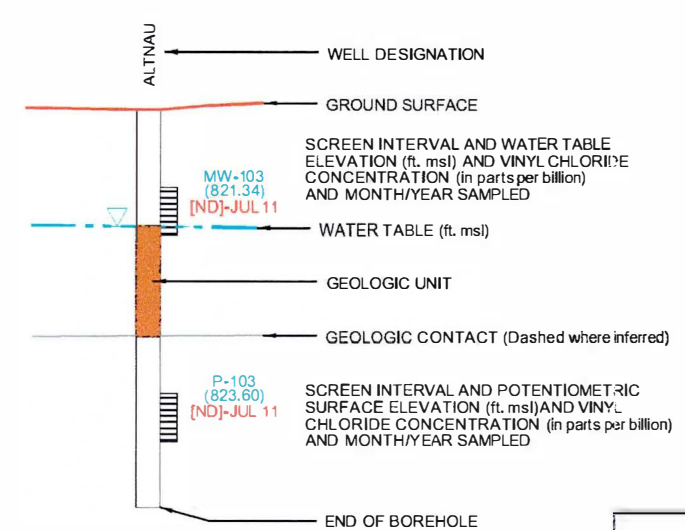 ALTNAU
WELL DESIGNATION
GROUND SURFACE
SCREEN INTERVAL AND WATER TABLE
ELEVATION (ft. msl) AND VINYL CHLORIDE
CONCENTRATION (in parts per billion)
AND MONTH/YEAR SAMPLED
MW-103
(821.34)
[ND]-JUL 11
WATER TABLE (ft. msl)
GEOLOGIC UNIT
GEOLOGIC CONTACT (Dashed where inferred)
P-103
(823.60)
[ND]-JUL 11
SCREEN INTERVAL AND POTENTIOMETRIC
SURFACE ELEVATION (ft. msl)AND VINYL
CHLORIDE CONCENTRATION (in parts per billion)
AND MONTH/YEAR SAMPLED
END OF BOREHOLE